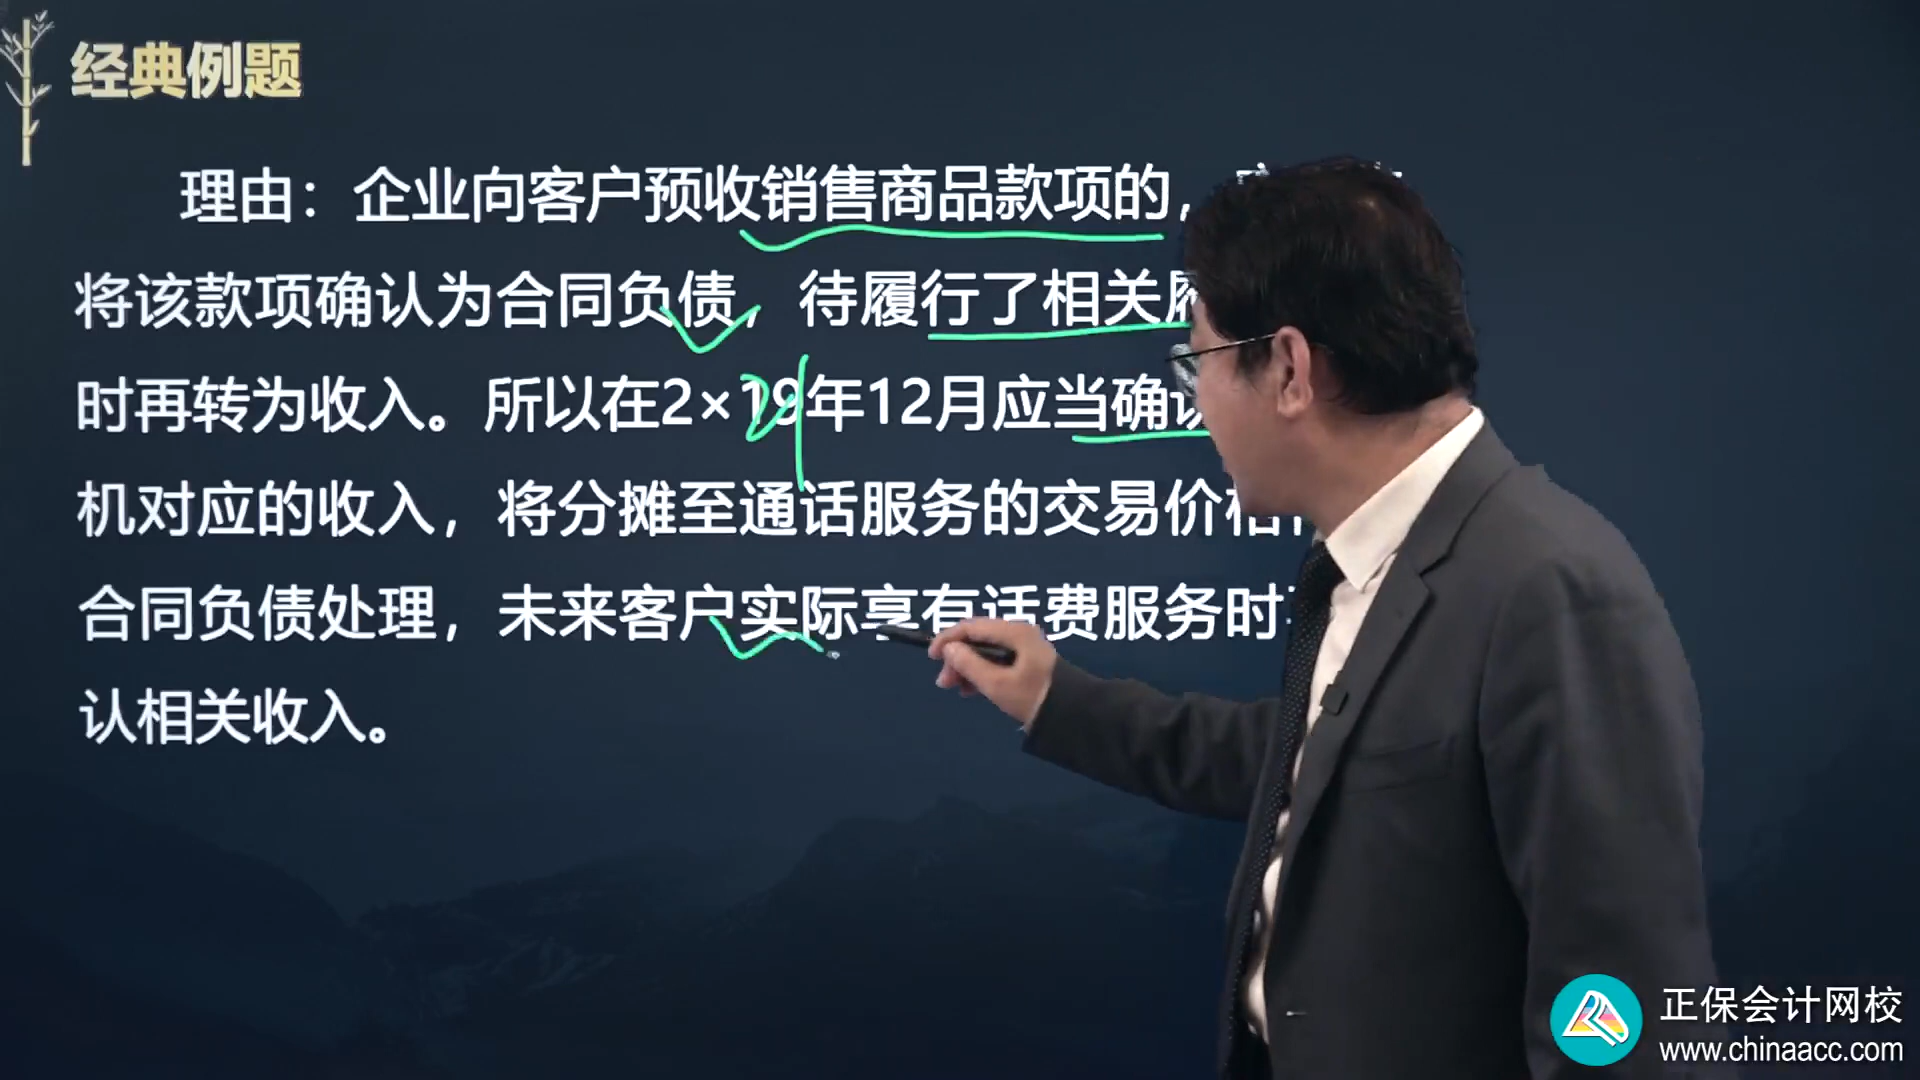 经典例题
理由：企业向客户预收销售商品款项的，
将该款项确认为合同负债，待履行了相关
时再转为收入。所以在2×19年12月应当确认
机对应的收入，将分摊至通话服务的交易价格
合同负债处理，未来客户实际享有话费服务时
认相关收入。
正保会计网校
www.chinaacc.com